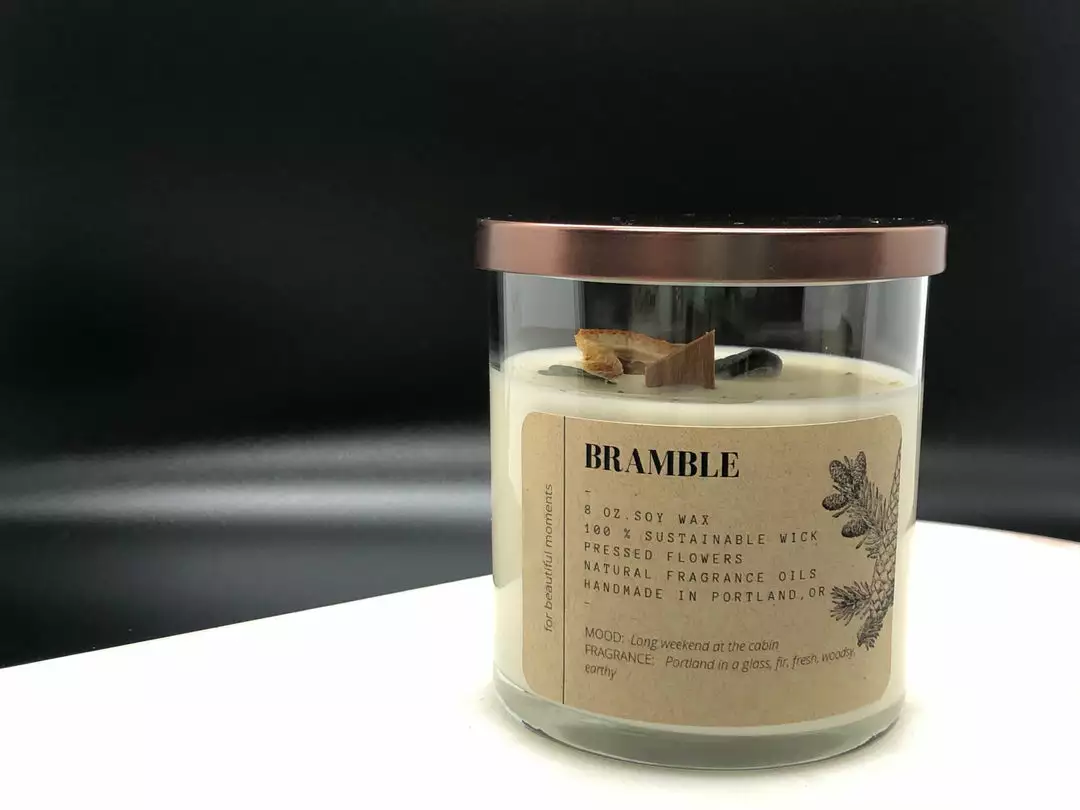 BRAMBLE
8 OZ.SOY WAX
100 % SUSTAINABLE WICK
PRESSED FLOWERS
NATURAL FRAGRANCE OILS
HANDMADE IN PORTLAND,OR
MOOD: Long weekend at the cabin
FRAGRANCE: Portland in a glass, fir, fresh, woodsy,
earthy
for beautiful moments